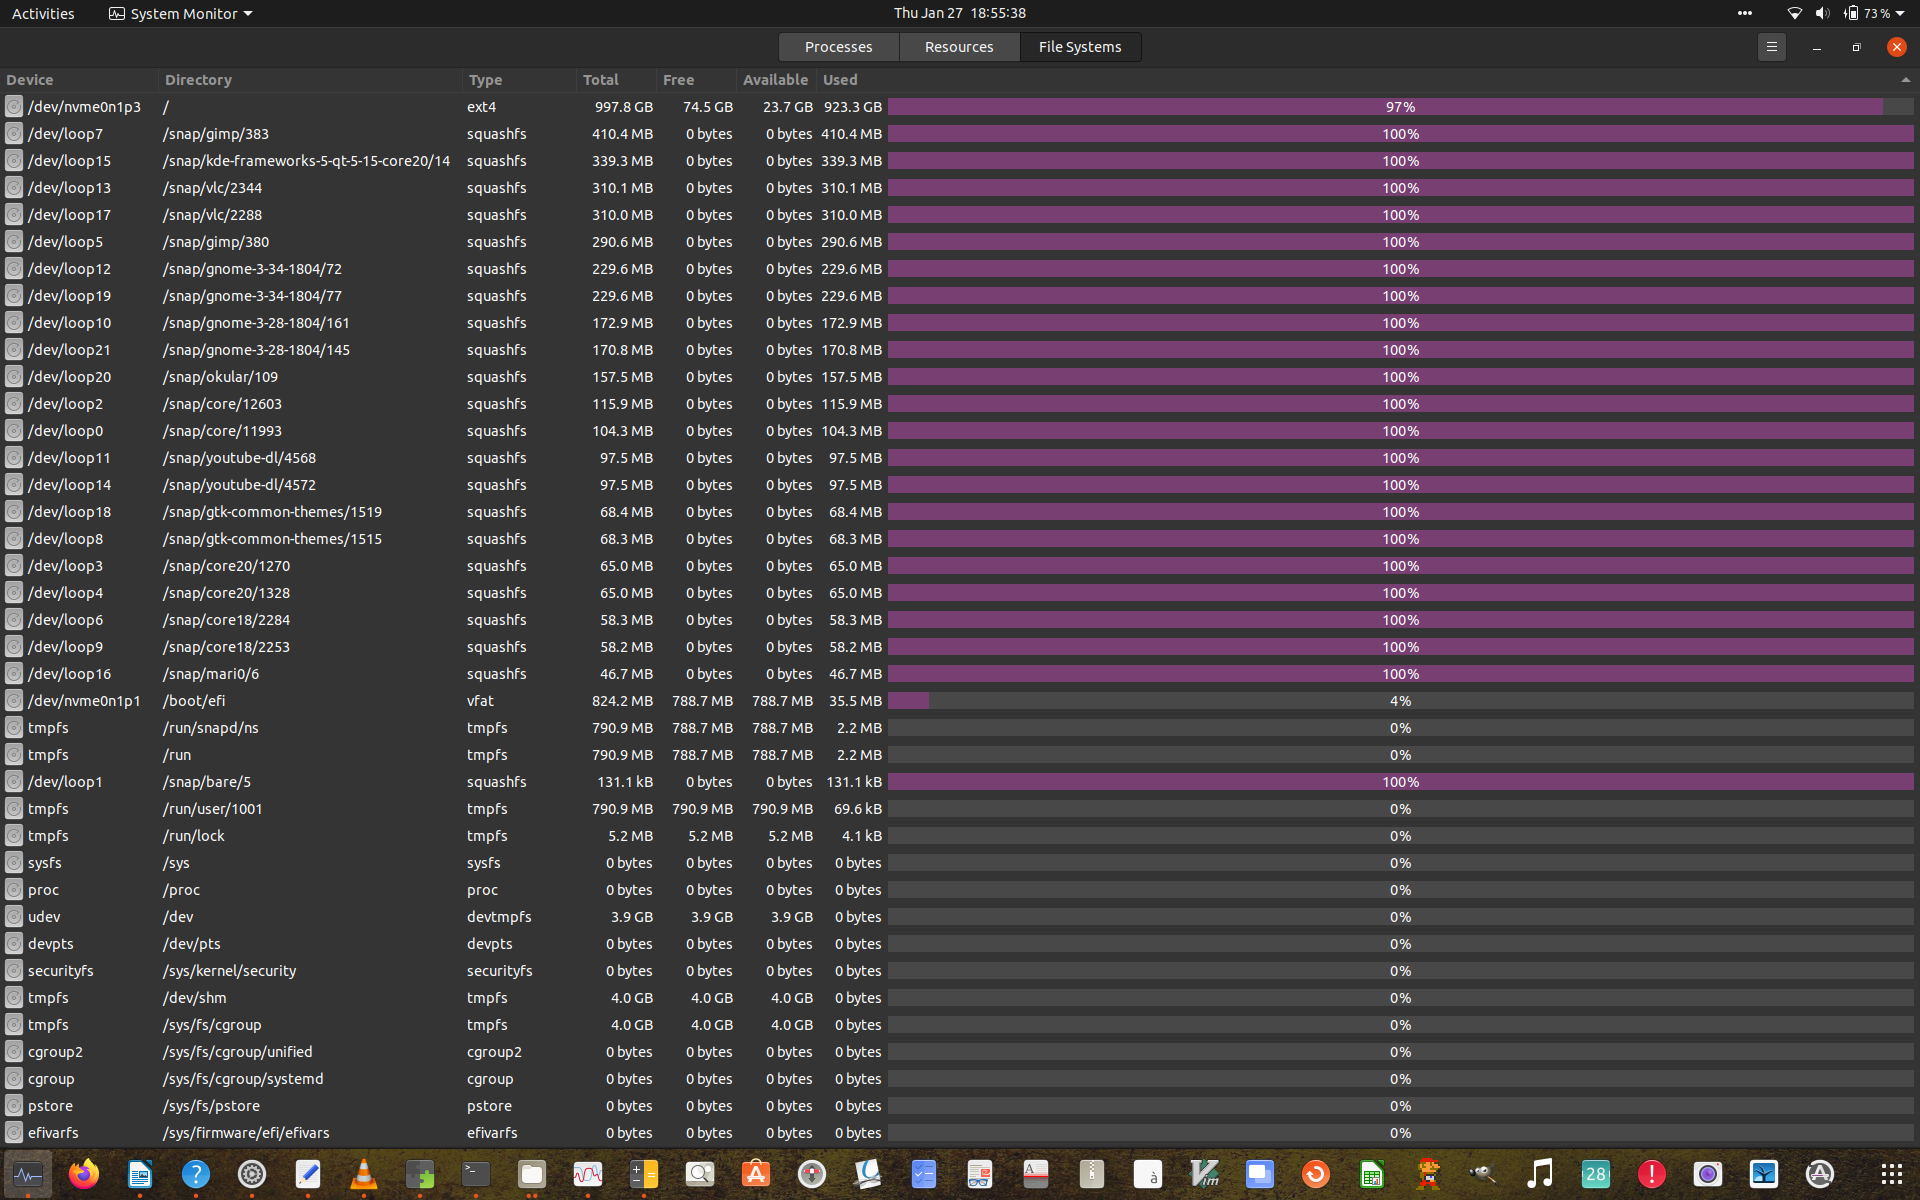 Activities System Monitor Thu Jan 27 18:55:38 73 %
Processes Resources File Systems
Device Directory Type Total Free Available Used
/dev/nvme0n1p3 / ext4 997.8 GB 74.5 GB 23.7 GB 923.3 GB 97%
/dev/loop7 /snap/gimp/383 squashfs 410.4 MB 0 bytes 0 bytes 410.4 MB 100%
/dev/loop15 /snap/kde-frameworks-5-qt-5-15-core20/14 squashfs 339.3 MB 0 bytes 0 bytes 339.3 MB 100%
/dev/loop13 /snap/vlc/2344 squashfs 310.1 MB 0 bytes 0 bytes 310.1 MB 100%
/dev/loop17 /snap/vlc/2288 squashfs 310.0 MB 0 bytes 0 bytes 310.0 MB 100%
/dev/loop5 /snap/gimp/380 squashfs 290.6 MB 0 bytes 0 bytes 290.6 MB 100%
/dev/loop12 /snap/gnome-3-34-1804/72 squashfs 229.6 MB 0 bytes 0 bytes 229.6 MB 100%
/dev/loop19 /snap/gnome-3-34-1804/77 squashfs 229.6 MB 0 bytes 0 bytes 229.6 MB 100%
/dev/loop10 /snap/gnome-3-28-1804/161 squashfs 172.9 MB 0 bytes 0 bytes 172.9 MB 100%
/dev/loop21 /snap/gnome-3-28-1804/145 squashfs 170.8 MB 0 bytes 0 bytes 170.8 MB 100%
/dev/loop20 /snap/okular/109 squashfs 157.5 MB 0 bytes 0 bytes 157.5 MB 100%
/dev/loop2 /snap/core/12603 squashfs 115.9 MB 0 bytes 0 bytes 115.9 MB 100%
/dev/loop0 /snap/core/11993 squashfs 104.3 MB 0 bytes 0 bytes 104.3 MB 100%
/dev/loop11 /snap/youtube-dl/4568 squashfs 97.5 MB 0 bytes 0 bytes 97.5 MB 100%
/dev/loop14 /snap/youtube-dl/4572 squashfs 97.5 MB 0 bytes 0 bytes 97.5 MB 100%
/dev/loop18 /snap/gtk-common-themes/1519 squashfs 68.4 MB 0 bytes 0 bytes 68.4 MB 100%
/dev/loop8 /snap/gtk-common-themes/1515 squashfs 68.3 MB 0 bytes 0 bytes 68.3 MB 100%
/dev/loop3 /snap/core20/1270 squashfs 65.0 MB 0 bytes 0 bytes 65.0 MB 100%
/dev/loop4 /snap/core20/1328 squashfs 65.0 MB 0 bytes 0 bytes 65.0 MB 100%
/dev/loop6 /snap/core18/2284 squashfs 58.3 MB 0 bytes 0 bytes 58.3 MB 100%
/dev/loop9 /snap/core18/2253 squashfs 58.2 MB 0 bytes 0 bytes 58.2 MB 100%
/dev/loop16 /snap/mari0/6 squashfs 46.7 MB 0 bytes 0 bytes 46.7 MB 100%
/dev/nvme0n1p1 /boot/efi vfat 824.2 MB 788.7 MB 788.7 MB 35.5 MB 4%
tmpfs /run/snapd/ns tmpfs 790.9 MB 788.7 MB 788.7 MB 2.2 MB 0%
tmpfs /run tmpfs 790.9 MB 788.7 MB 788.7 MB 2.2 MB 0%
/dev/loop1 /snap/bare/5 squashfs 131.1 kB 0 bytes 0 bytes 131.1 kB 100%
tmpfs /run/user/1001 tmpfs 790.9 MB 790.9 MB 790.9 MB 69.6 kB 0%
tmpfs /run/lock tmpfs 5.2 MB 5.2 MB 5.2 MB 4.1 kB 0%
sysfs /sys sysfs 0 bytes 0 bytes 0 bytes 0 bytes 0%
proc /proc proc 0 bytes 0 bytes 0 bytes 0 bytes 0%
udev /dev devtmpfs 3.9 GB 3.9 GB 3.9 GB 0 bytes 0%
devpts /dev/pts devpts 0 bytes 0 bytes 0 bytes 0 bytes 0%
securityfs /sys/kernel/security securityfs 0 bytes 0 bytes 0 bytes 0 bytes 0%
tmpfs /dev/shm tmpfs 4.0 GB 4.0 GB 4.0 GB 0 bytes 0%
tmpfs /sys/fs/cgroup tmpfs 4.0 GB 4.0 GB 4.0 GB 0 bytes 0%
cgroup2 /sys/fs/cgroup/unified cgroup2 0 bytes 0 bytes 0 bytes 0 bytes 0%
cgroup /sys/fs/cgroup/systemd cgroup 0 bytes 0 bytes 0 bytes 0 bytes 0%
pstore /sys/fs/pstore pstore 0 bytes 0 bytes 0 bytes 0 bytes 0%
efivarfs /sys/firmware/efi/efivars efivarfs 0 bytes 0 bytes 0 bytes 0 bytes 0%
? >_ A à Vim 28 !